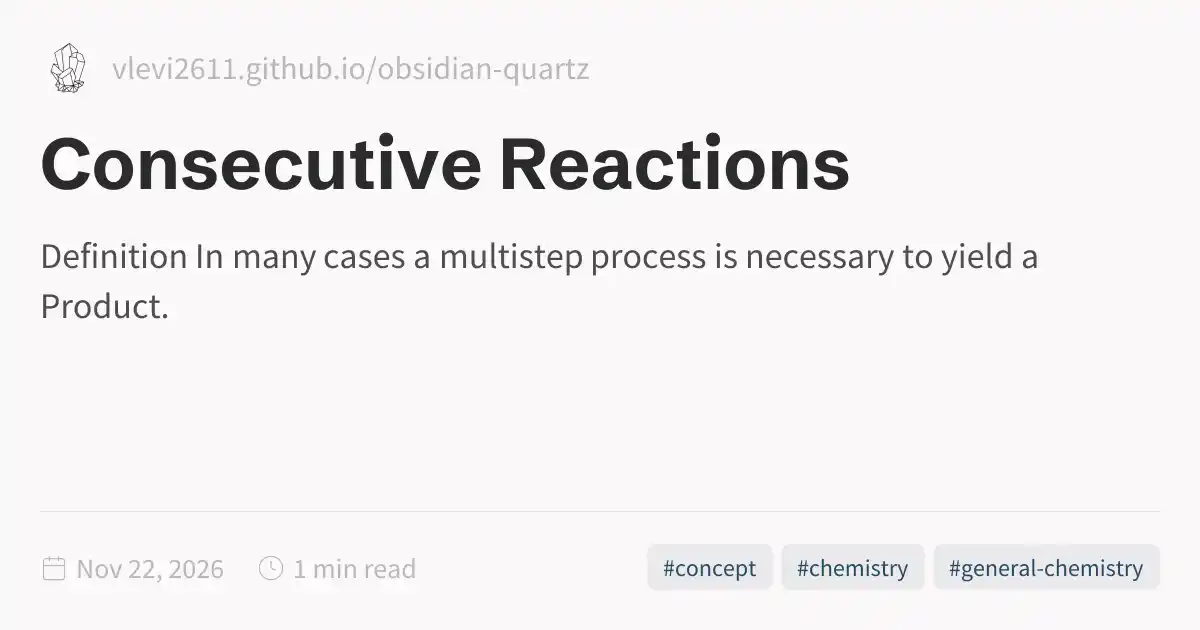 vlevi2611.github.io/obsidian-quartz
Consecutive Reactions
Definition In many cases a multistep process is necessary to yield a
Product.
Nov 22, 2026 1 min read #concept #chemistry #general-chemistry